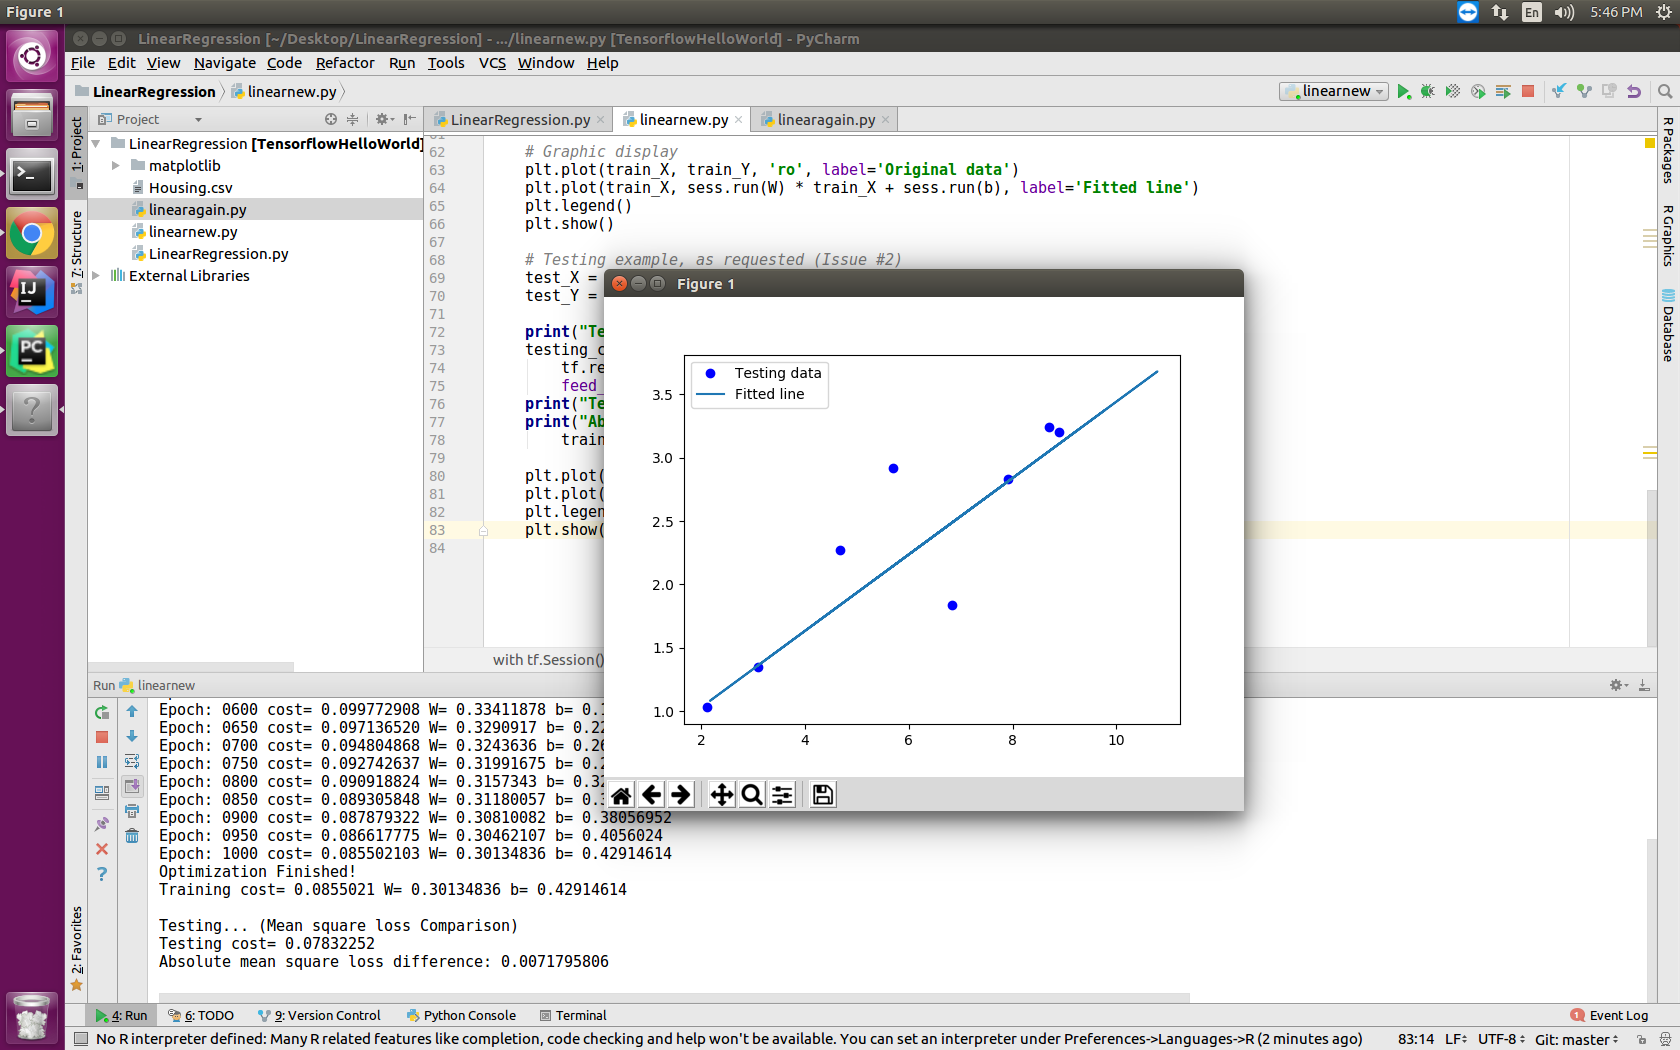 Figure 1
En
5:46 PM
LinearRegression [~/Desktop/LinearRegression] - .../linearnew.py [TensorflowHelloWorld] - PyCharm
File Edit View Navigate Code Refactor Run Tools VCS Window Help
LinearRegression linearnew.py
linearnew
Project
LinearRegression.py linearnew.py linearagain.py
1: Project
7: Structure
2: Favorites
R Packages
R Graphics
Database
LinearRegression [TensorflowHelloWorld]
matplotlib
Housing.csv
linearagain.py
linearnew.py
LinearRegression.py
External Libraries
62 # Graphic display
63 plt.plot(train_X, train_Y, 'ro', label='Original data')
64 plt.plot(train_X, sess.run(W) * train_X + sess.run(b), label='Fitted line')
65 plt.legend()
66 plt.show()
67
68 # Testing example, as requested (Issue #2)
69 test_X =
70 test_Y =
71
72 print("Te
73 testing_c
74 tf.re
75 feed_
76 print("Te
77 print("Ab
78 train
79
80 plt.plot(
81 plt.plot(
82 plt.legen
83 plt.show(
84
with tf.Session()
Figure 1
Testing data
Fitted line
3.5
3.0
2.5
2.0
1.5
1.0
2 4 6 8 10
Run linearnew
Epoch: 0600 cost= 0.099772908 W= 0.33411878 b= 0.1
Epoch: 0650 cost= 0.097136520 W= 0.3290917 b= 0.22
Epoch: 0700 cost= 0.094804868 W= 0.3243636 b= 0.26
Epoch: 0750 cost= 0.092742637 W= 0.31991675 b= 0.2
Epoch: 0800 cost= 0.090918824 W= 0.3157343 b= 0.32
Epoch: 0850 cost= 0.089305848 W= 0.31180057 b= 0.3
Epoch: 0900 cost= 0.087879322 W= 0.30810082 b= 0.38056952
Epoch: 0950 cost= 0.086617775 W= 0.30462107 b= 0.4056024
Epoch: 1000 cost= 0.085502103 W= 0.30134836 b= 0.42914614
Optimization Finished!
Training cost= 0.0855021 W= 0.30134836 b= 0.42914614
Testing... (Mean square loss Comparison)
Testing cost= 0.07832252
Absolute mean square loss difference: 0.0071795806
4: Run 6: TODO 9: Version Control Python Console Terminal 1 Event Log
No R interpreter defined: Many R related features like completion, code checking and help won't be available. You can set an interpreter under Preferences->Languages->R (2 minutes ago) 83:14 LF UTF-8 Git: master